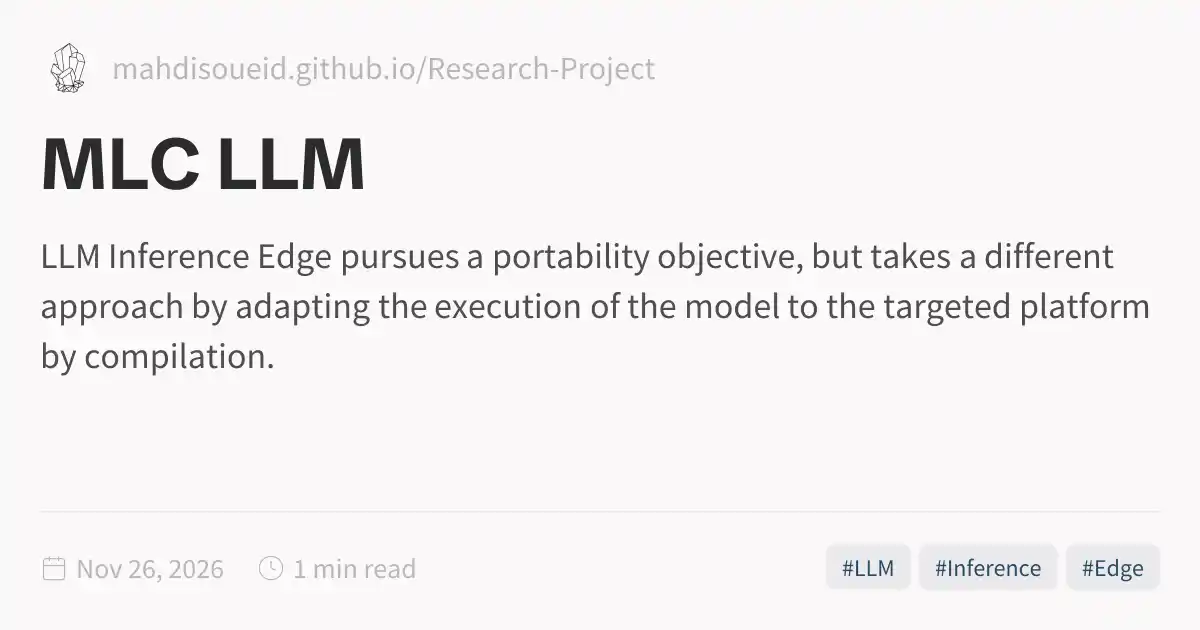 mahdisoueid.github.io/Research-Project
MLC LLM
LLM Inference Edge pursues a portability objective, but takes a different
approach by adapting the execution of the model to the targeted platform
by compilation.
Nov 26, 2026
1 min read
#LLM
#Inference
#Edge